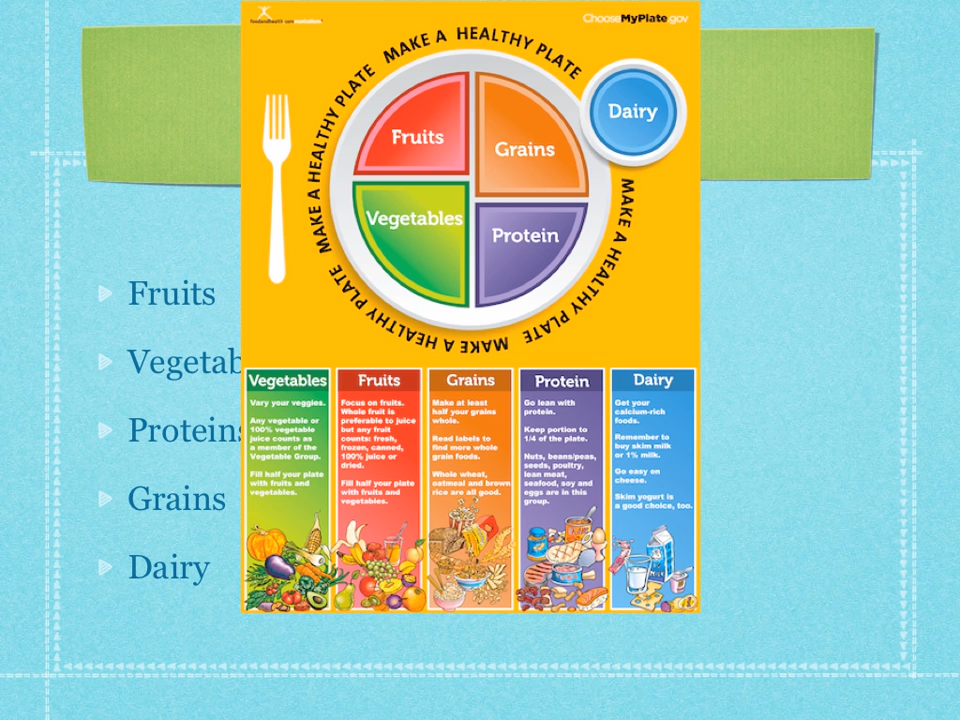 foodandhealth.com
ChooseMyPlate.gov
MAKE A HEALTHY PLATE
MAKE A HEALTHY PLATE
MAKE A HEALTHY PLATE
MAKE A HEALTHY PLATE
Dairy
Fruits
Grains
Vegetables
Protein
Fruits
Vegetab
Proteins
Grains
Dairy
Vegetables
Vary your veggies.
Any vegetable or
100% vegetable
juice counts as
a member of the
Vegetable Group.
Fill half your plate
with fruits and
vegetables.
Fruits
Focus on fruits.
Whole fruit is
preferable to juice
but any fruit
counts: fresh,
frozen, canned,
100% juice or
dried.
Fill half your plate
with fruits and
vegetables.
Grains
Make at least
half your grains
whole.
Read labels to
find more whole
grain foods.
Whole wheat,
oatmeal and brown
rice are all good.
Protein
Go lean with
protein.
Keep portion to
1/4 of the plate.
Nuts, beans/peas,
seeds, poultry,
lean meat,
seafood, soy and
eggs are in this
group.
Dairy
Get your
calcium-rich
foods.
Remember to
buy skim milk
or 1% milk.
Go easy on
cheese.
Skim yogurt is
a good choice, too.